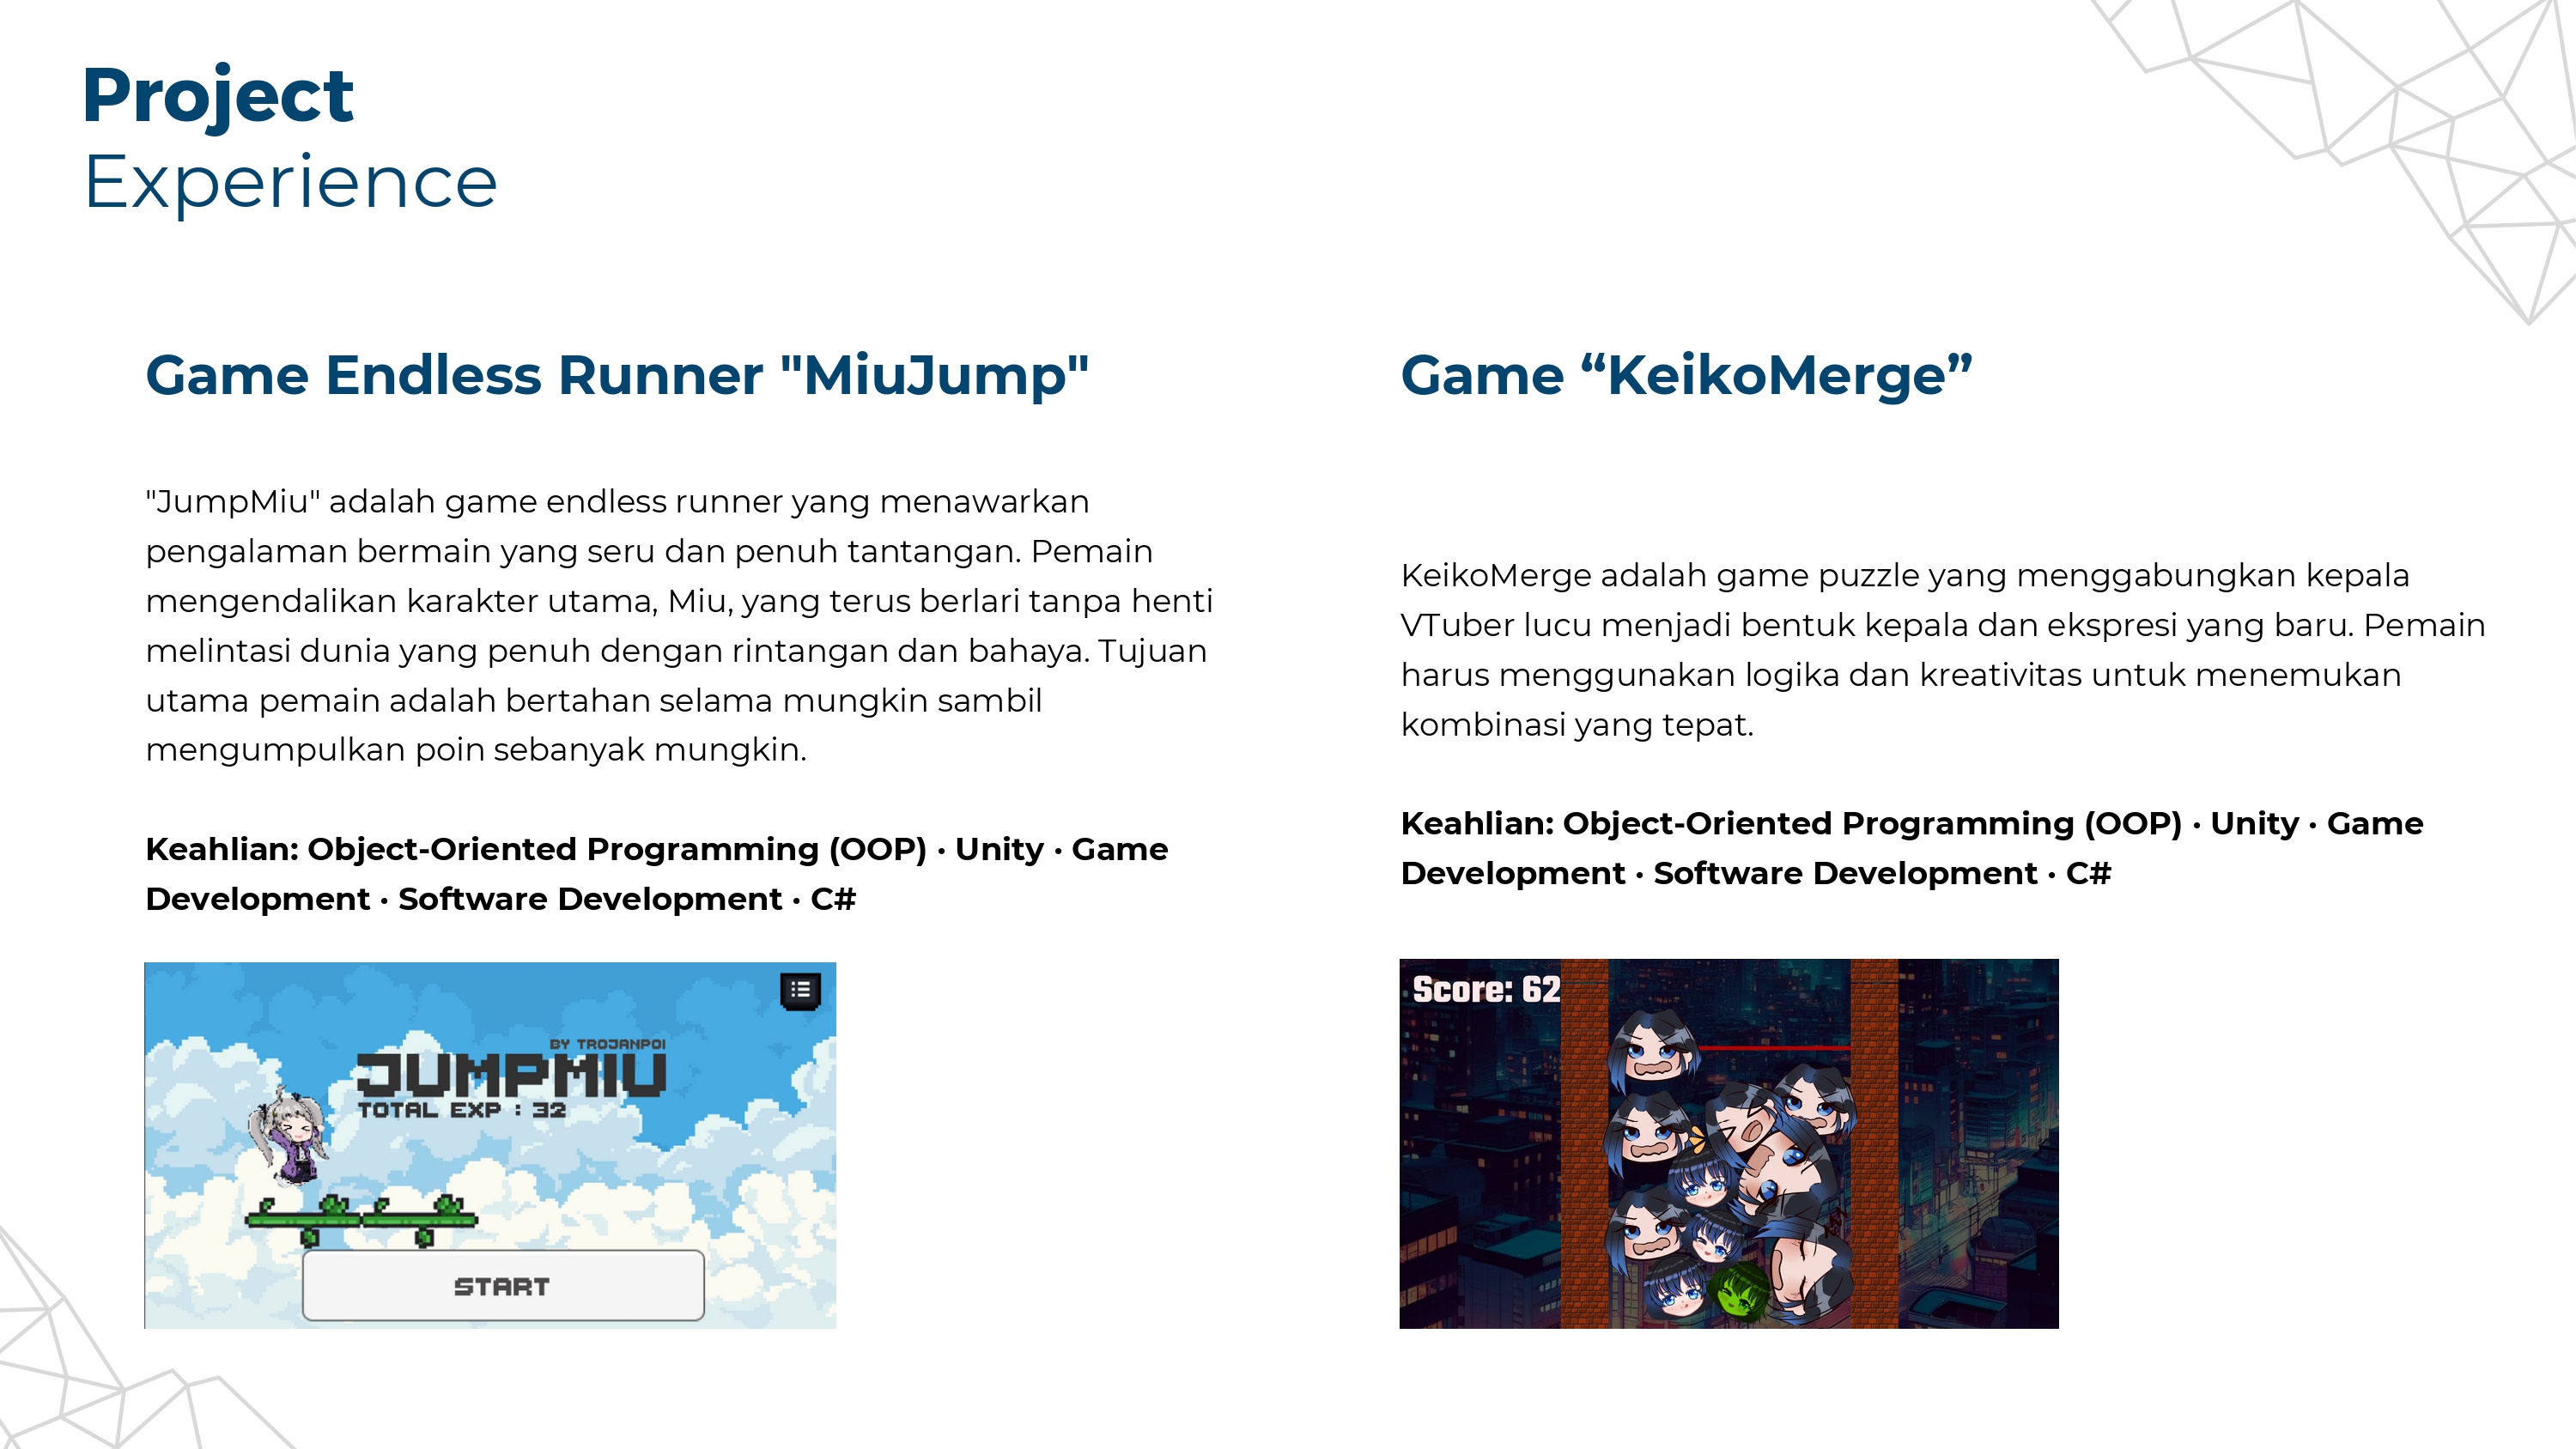 Project
Experience
Game Endless Runner "MiuJump"
"JumpMiu" adalah game endless runner yang menawarkan
pengalaman bermain yang seru dan penuh tantangan. Pemain
mengendalikan karakter utama, Miu, yang terus berlari tanpa henti
melintasi dunia yang penuh dengan rintangan dan bahaya. Tujuan
utama pemain adalah bertahan selama mungkin sambil
mengumpulkan poin sebanyak mungkin.
Keahlian: Object-Oriented Programming (OOP) · Unity · Game
Development · Software Development · C#
BY TROJANPOI
JUMPMIU
TOTAL EXP : 32
START
Game “KeikoMerge”
KeikoMerge adalah game puzzle yang menggabungkan kepala
VTuber lucu menjadi bentuk kepala dan ekspresi yang baru. Pemain
harus menggunakan logika dan kreativitas untuk menemukan
kombinasi yang tepat.
Keahlian: Object-Oriented Programming (OOP) · Unity · Game
Development · Software Development · C#
Score: 62